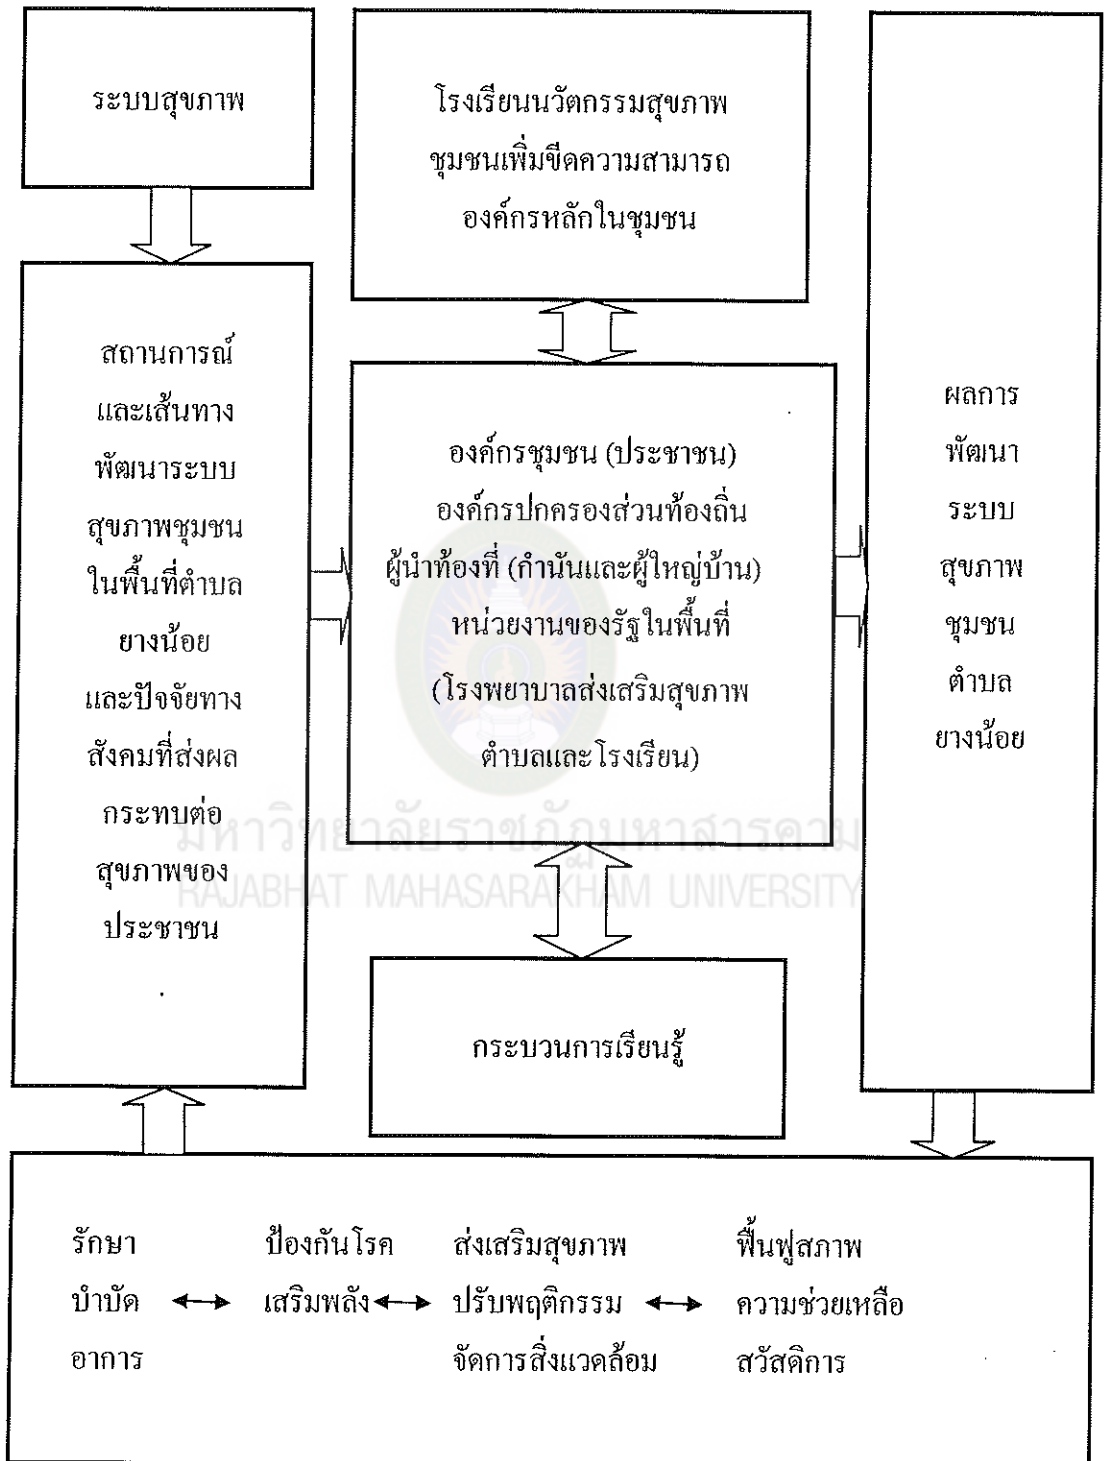 ระบบสุขภาพ
โรงเรียนนวัตกรรมสุขภาพ
ชุมชนเพิ่มขีดความสามารถ
องค์กรหลักในชุมชน
สถานการณ์
และเส้นทาง
พัฒนาระบบ
สุขภาพชุมชน
ในพื้นที่ตำบล
ยางน้อย
และปัจจัยทาง
สังคมที่ส่งผล
กระทบต่อ
สุขภาพของ
ประชาชน
องค์กรชุมชน (ประชาชน)
องค์กรปกครองส่วนท้องถิ่น
ผู้นำท้องที่ (กำนันและผู้ใหญ่บ้าน)
หน่วยงานของรัฐในพื้นที่
(โรงพยาบาลส่งเสริมสุขภาพ
ตำบลและโรงเรียน)
ผลการ
พัฒนา
ระบบ
สุขภาพ
ชุมชน
ตำบล
ยางน้อย
มหาวิทยาลัยราชภัฏมหาสารคาม
RAJABHAT MAHASARAKHAM UNIVERSITY
กระบวนการเรียนรู้
รักษา
บำบัด
อาการ
ป้องกันโรค
เสริมพลัง
ส่งเสริมสุขภาพ
ปรับพฤติกรรม
จัดการสิ่งแวดล้อม
ฟื้นฟูสภาพ
ความช่วยเหลือ
สวัสดิการ